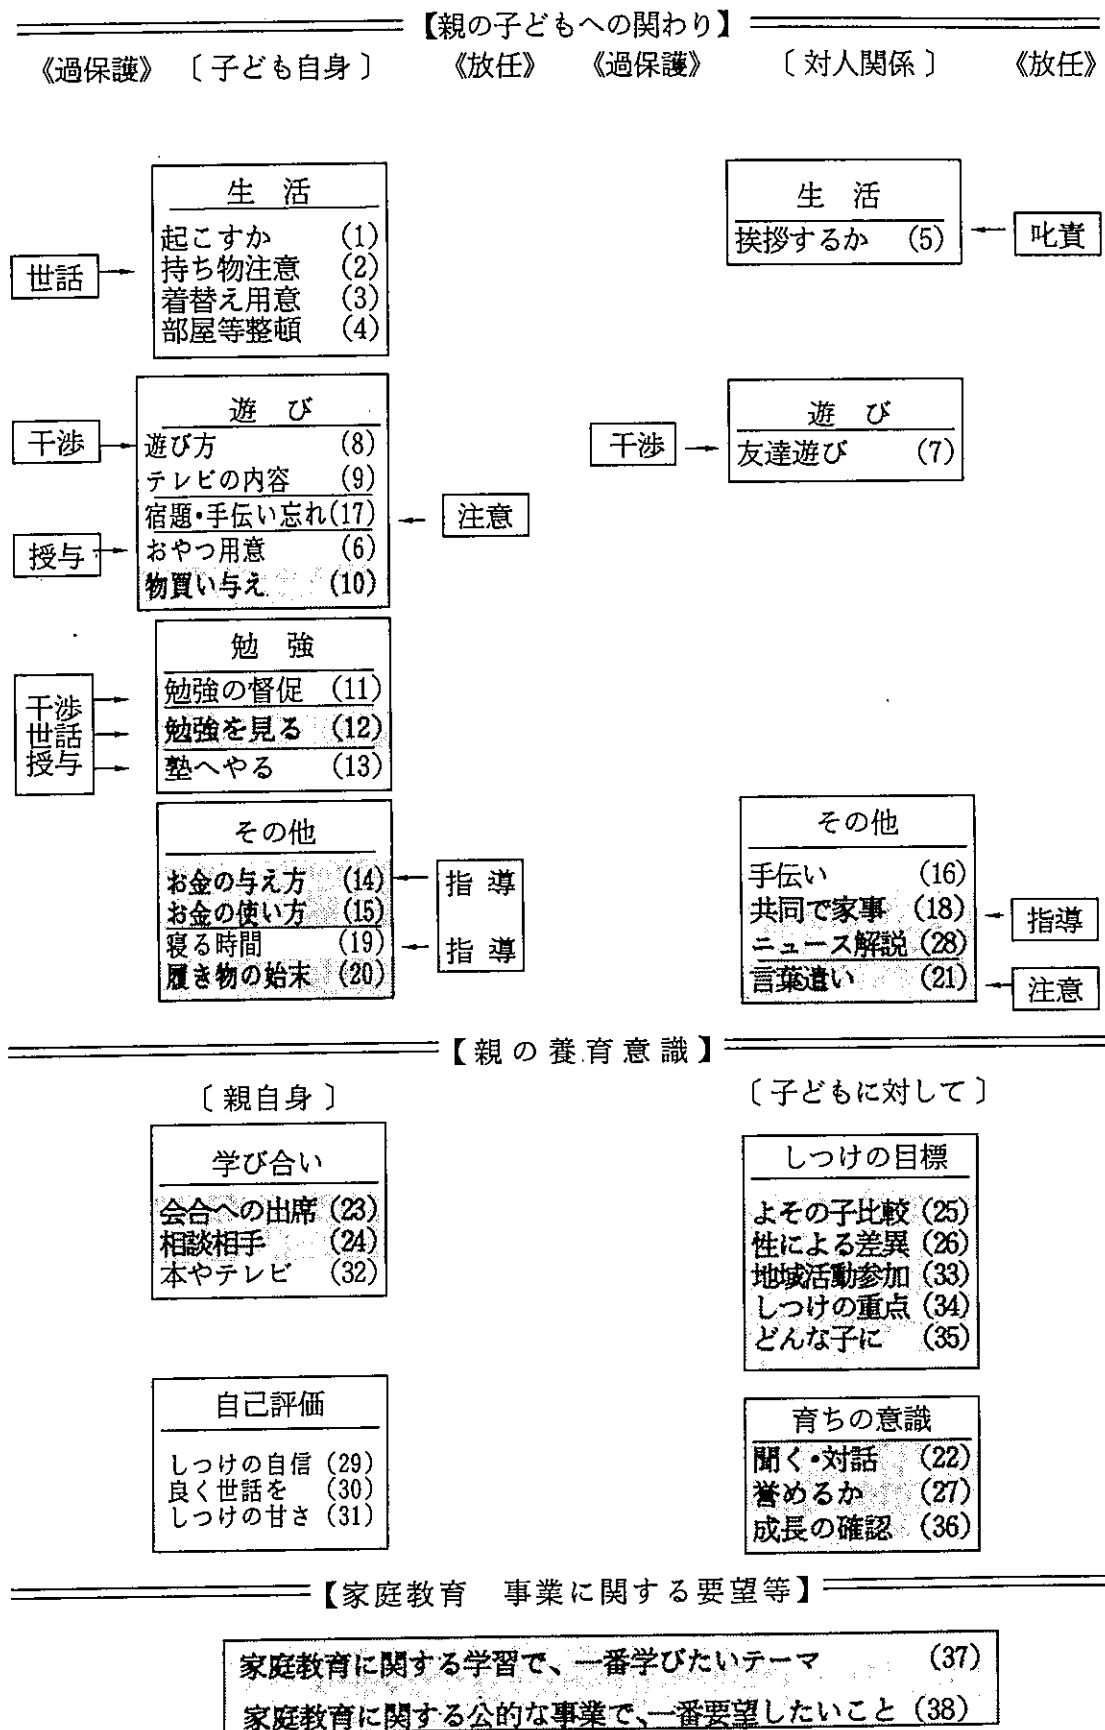 【親の子どもへの関わり】
《過保護》 〔子ども自身〕 《放任》 《過保護》 〔対人関係〕 《放任》
生 活
起こすか (1)
持ち物注意 (2)
着替え用意 (3)
部屋等整頓 (4)
世話
生 活
挨拶するか (5)
叱責
遊 び
遊び方 (8)
テレビの内容 (9)
宿題・手伝い忘れ(17)
おやつ用意 (6)
物買い与え (10)
干渉
授与
注意
遊 び
友達遊び (7)
干渉
勉 強
勉強の督促 (11)
勉強を見る (12)
塾へやる (13)
干渉
世話
授与
その他
お金の与え方 (14)
お金の使い方 (15)
寝る時間 (19)
履き物の始末 (20)
指 導
指 導
その他
手伝い (16)
共同で家事 (18)
ニュース解説 (28)
言葉遣い (21)
指導
注意
【親の養育意識】
〔親自身〕
学び合い
会合への出席 (23)
相談相手 (24)
本やテレビ (32)
自己評価
しつけの自信 (29)
良く世話を (30)
しつけの甘さ (31)
〔子どもに対して〕
しつけの目標
よその子比較 (25)
性による差異 (26)
地域活動参加 (33)
しつけの重点 (34)
どんな子に (35)
育ちの意識
聞く・対話 (22)
誉めるか (27)
成長の確認 (36)
【家庭教育 事業に関する要望等】
家庭教育に関する学習で、一番学びたいテーマ (37)
家庭教育に関する公的な事業で、一番要望したいこと (38)